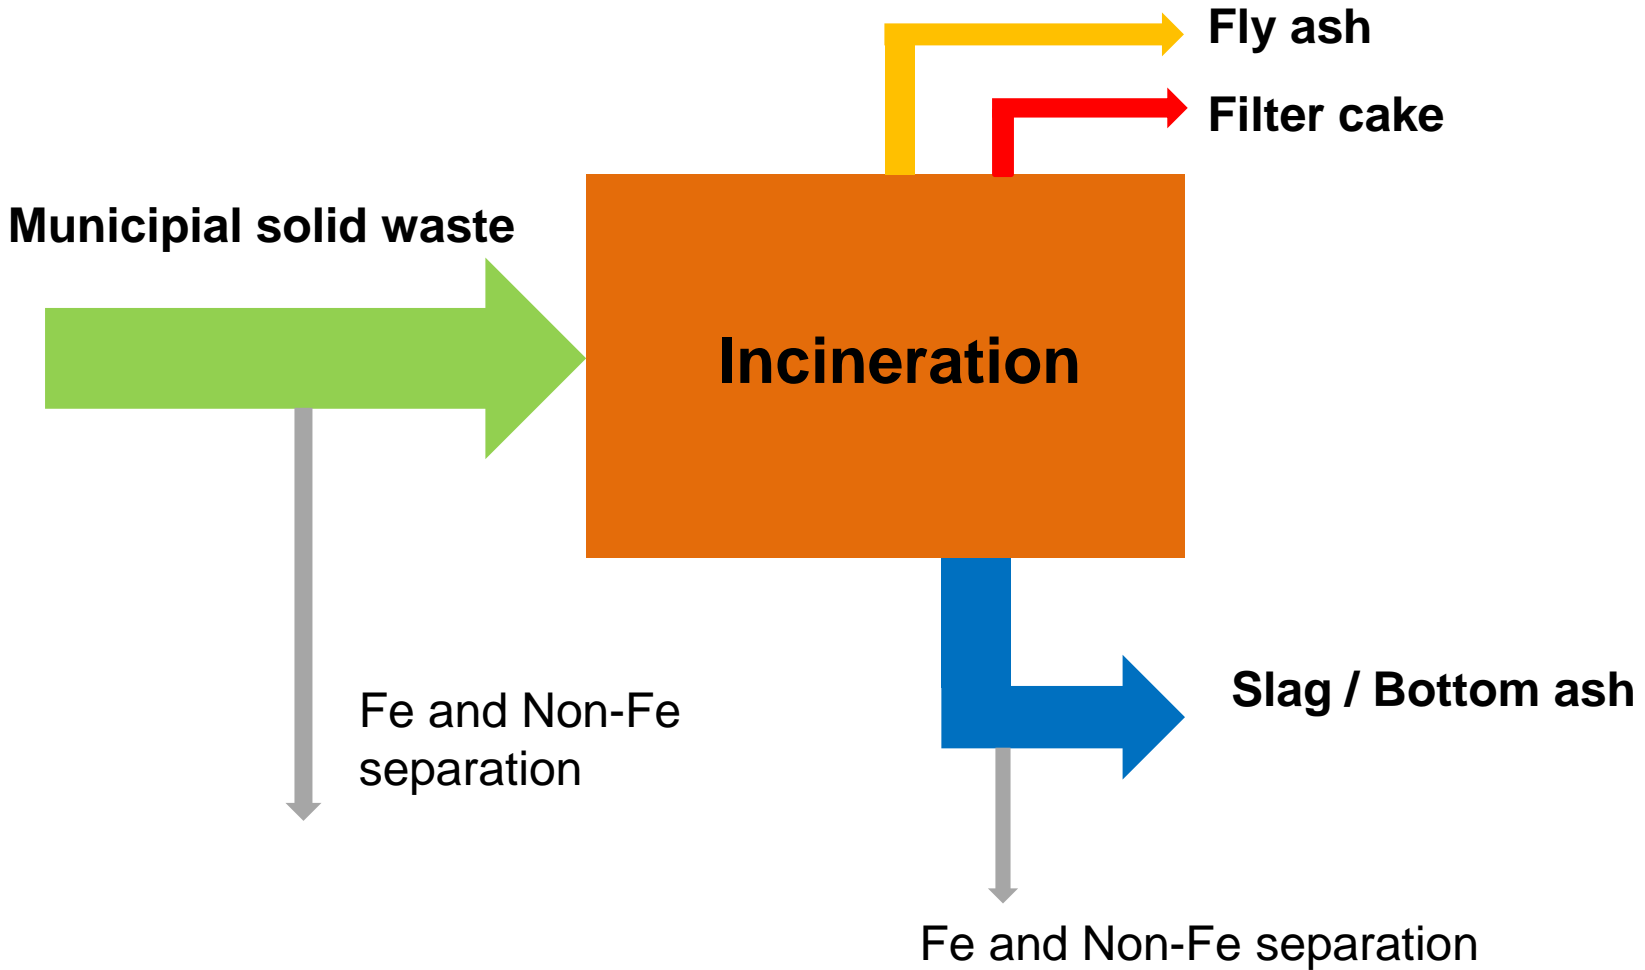 Fly ash
Filter cake
Municipial solid waste
Incineration
Slag / Bottom ash
Fe and Non-Fe
separation
Fe and Non-Fe separation